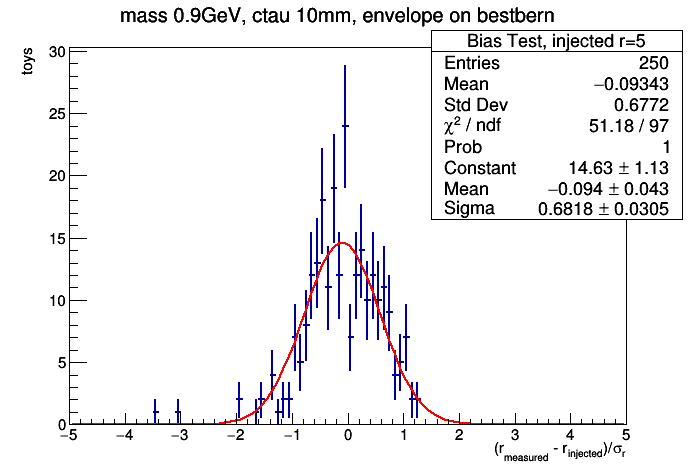 mass 0.9GeV, ctau 10mm, envelope on bestbern
toys
Bias Test, injected r=5
Entries 250
Mean −0.09343
Std Dev 0.6772
χ² / ndf 51.18 / 97
Prob 1
Constant 14.63 ± 1.13
Mean −0.094 ± 0.043
Sigma 0.6818 ± 0.0305
30
25
20
15
10
5
0
−5 −4 −3 −2 −1 0 1 2 3 4 5
(r_measured - r_injected)/σ_r